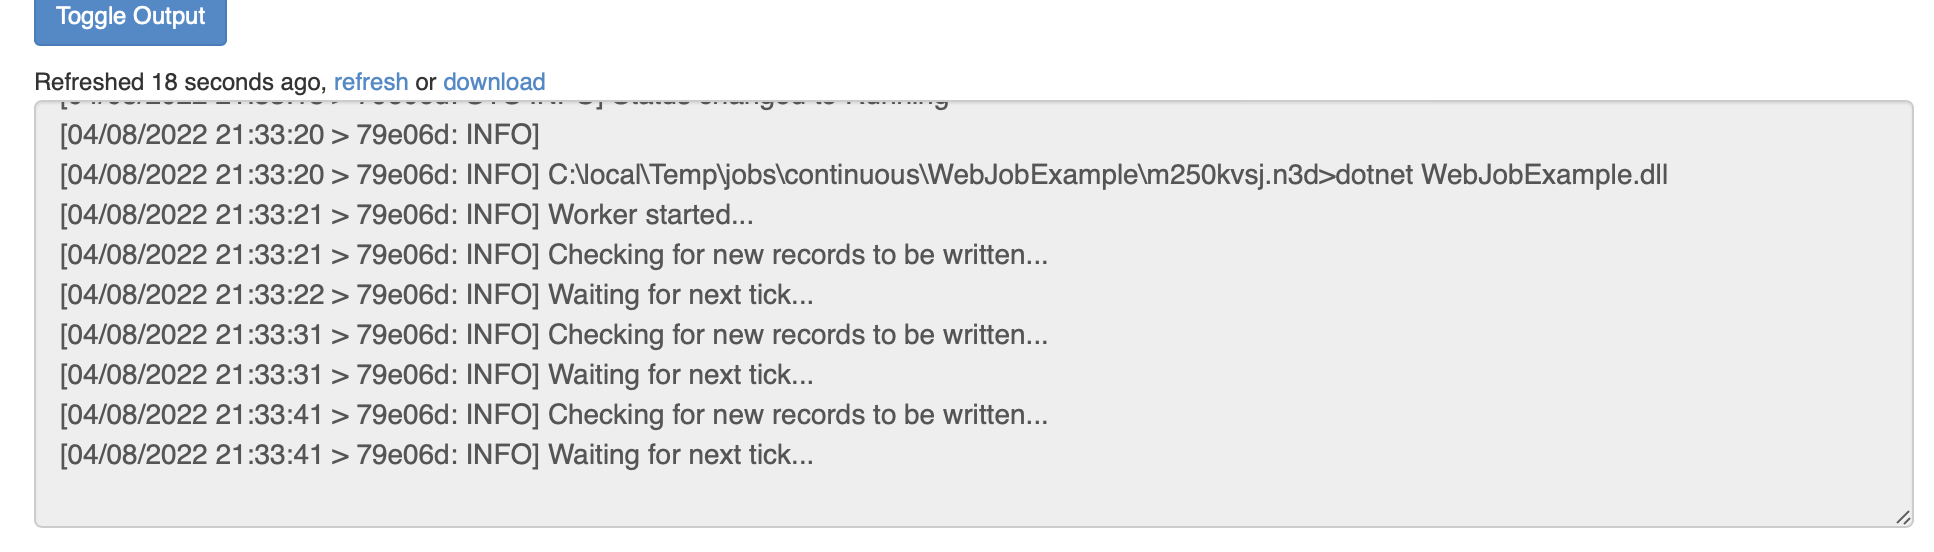 Toggle Output
Refreshed 18 seconds ago, refresh or download
Status changed to Running
[04/08/2022 21:33:20 > 79e06d: INFO]
[04/08/2022 21:33:20 > 79e06d: INFO] C:\local\Temp\jobs\continuous\WebJobExample\m250kvsj.n3d>dotnet WebJobExample.dll
[04/08/2022 21:33:21 > 79e06d: INFO] Worker started...
[04/08/2022 21:33:21 > 79e06d: INFO] Checking for new records to be written...
[04/08/2022 21:33:22 > 79e06d: INFO] Waiting for next tick...
[04/08/2022 21:33:31 > 79e06d: INFO] Checking for new records to be written...
[04/08/2022 21:33:31 > 79e06d: INFO] Waiting for next tick...
[04/08/2022 21:33:41 > 79e06d: INFO] Checking for new records to be written...
[04/08/2022 21:33:41 > 79e06d: INFO] Waiting for next tick...